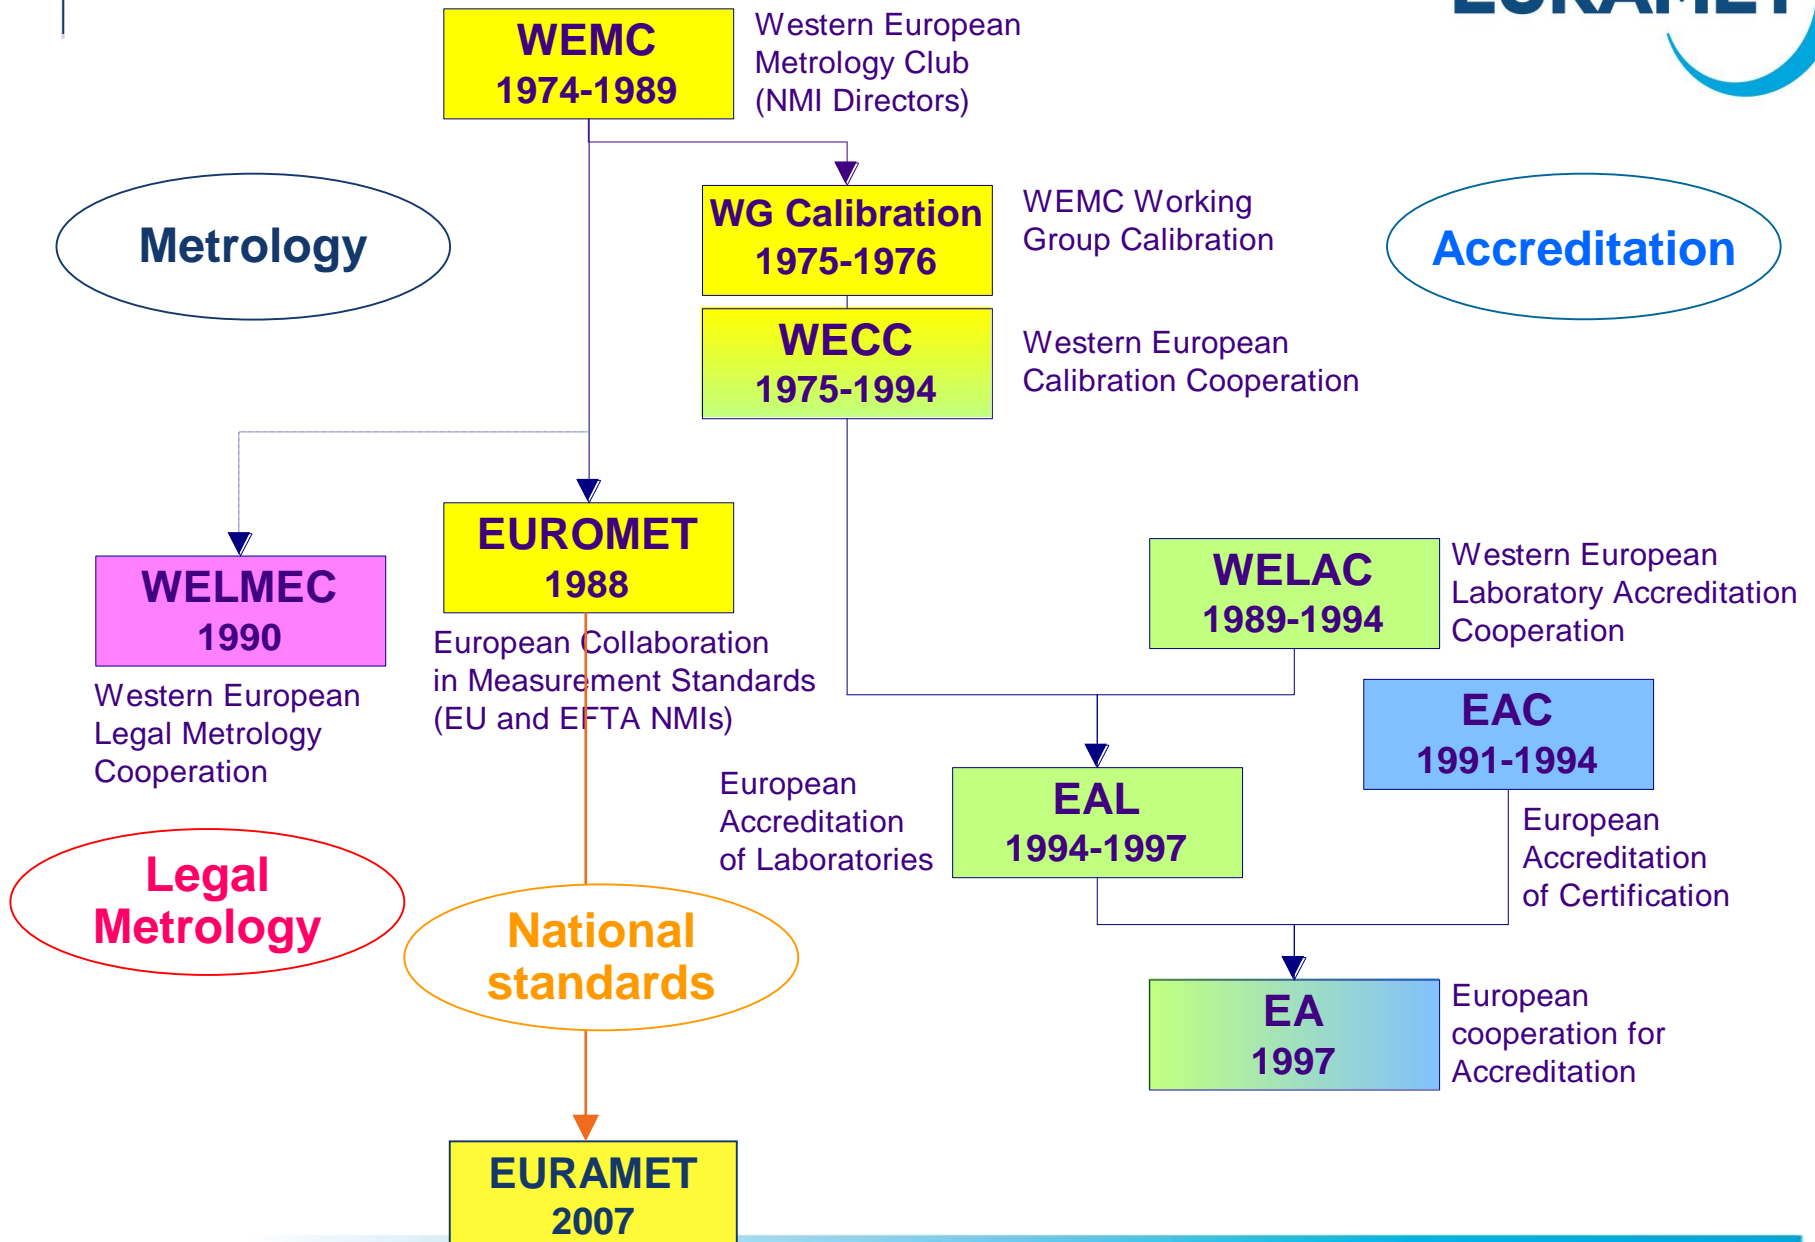 EURAMET
WEMC
1974-1989
Western European
Metrology Club
(NMI Directors)
Metrology
WG Calibration
1975-1976
WEMC Working
Group Calibration
Accreditation
WECC
1975-1994
Western European
Calibration Cooperation
EUROMET
1988
European Collaboration
in Measurement Standards
(EU and EFTA NMIs)
WELMEC
1990
Western European
Legal Metrology
Cooperation
WELAC
1989-1994
Western European
Laboratory Accreditation
Cooperation
EAC
1991-1994
European
Accreditation
of Certification
European
Accreditation
of Laboratories
EAL
1994-1997
Legal
Metrology
National
standards
EA
1997
European
cooperation for
Accreditation
EURAMET
2007